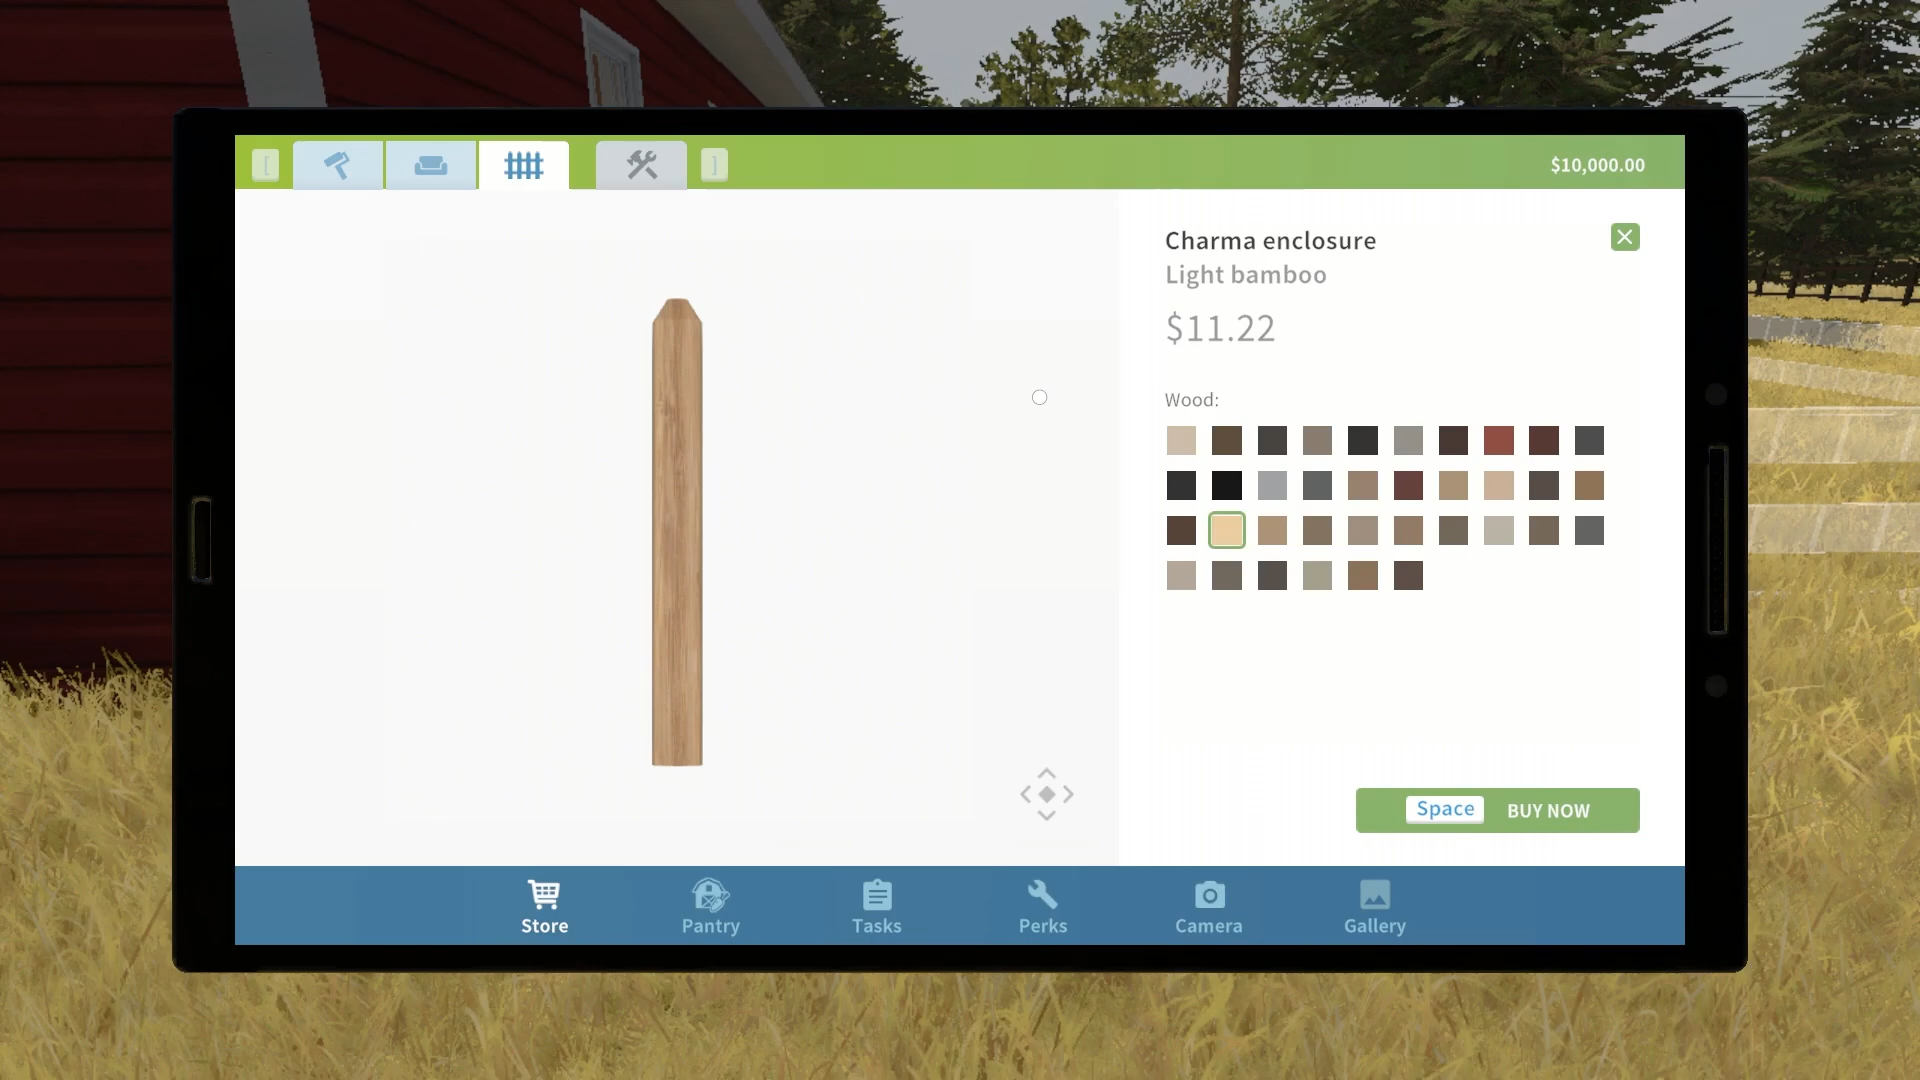 [
]
$10,000.00
Charma enclosure
Light bamboo
$11.22
Wood:
Space BUY NOW
Store
Pantry
Tasks
Perks
Camera
Gallery